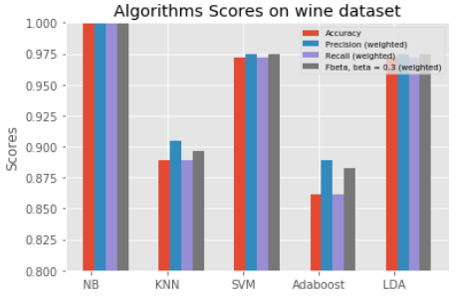 Algorithms Scores on wine dataset
1.000
0.975
0.950
0.925
0.900
0.875
0.850
0.825
0.800
Scores
Accuracy
Precision (weighted)
Recall (weighted)
Fbeta, beta = 0.3 (weighted)
NB KNN SVM Adaboost LDA